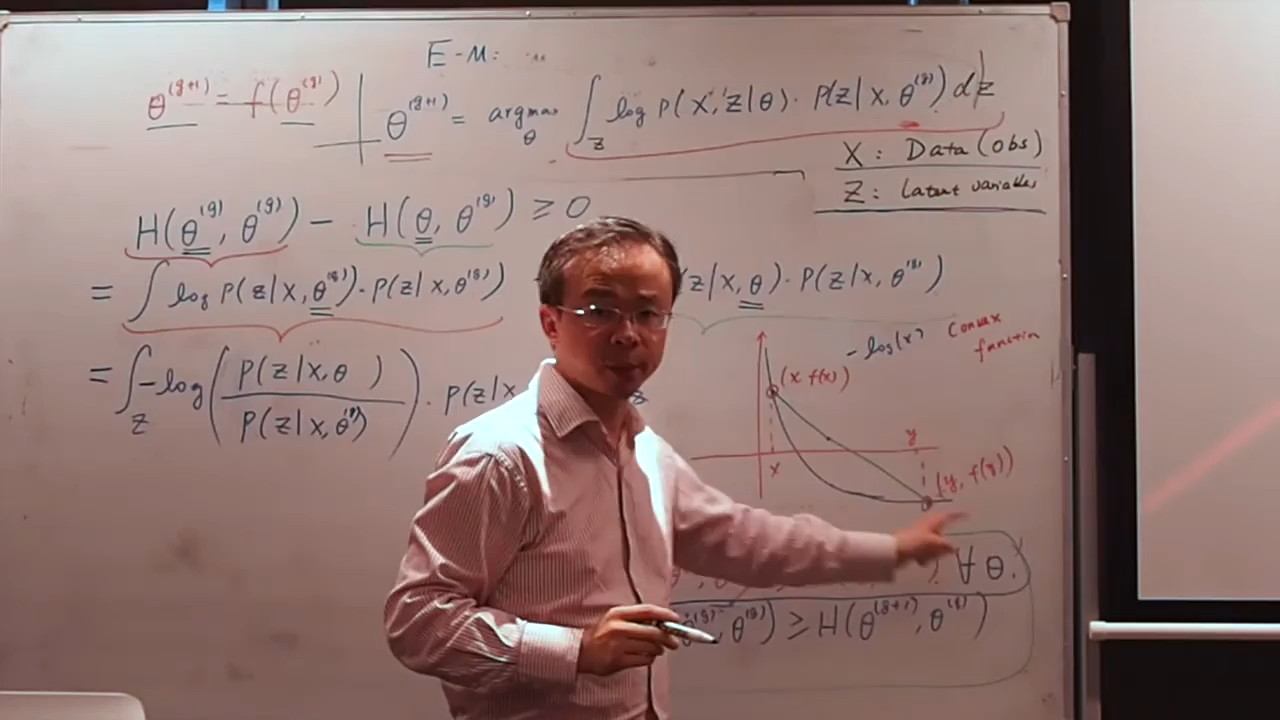 E-M:
θ^(g+1) = f(θ^(g)) | θ^(g+1) = argmax_θ ∫_z log P(X, Z|θ) · P(z|x, θ^(g)) dz
X: Data (obs)
Z: Latent variables
H(θ^(g), θ^(g)) − H(θ, θ^(g)) ≥ 0
= ∫ log P(z|x, θ^(g)) · P(z|x, θ^(g)) z|x, θ) · P(z|x, θ^(g))
= ∫_z −log( P(z|x, θ) / P(z|x, θ^(g)) ) · P(z|x
−log(x) Convex function
(x f(x))
y
x
(y, f(y))
∀ θ.
θ^(g)) ≥ H(θ^(g+1), θ^(g))